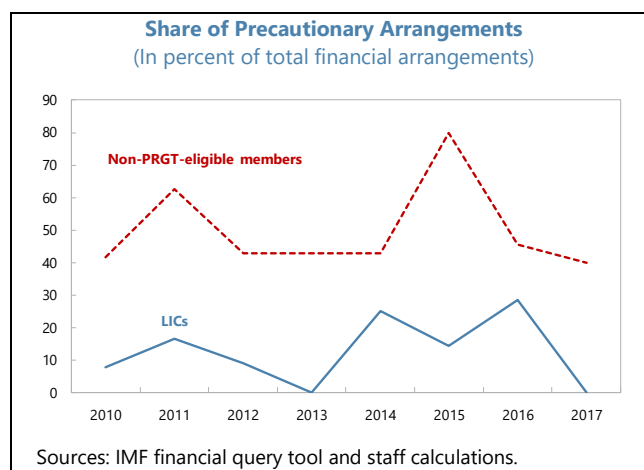 Share of Precautionary Arrangements
(In percent of total financial arrangements)
90
80
70
60
50
40
30
20
10
0
Non-PRGT-eligible members
LICs
2010 2011 2012 2013 2014 2015 2016 2017
Sources: IMF financial query tool and staff calculations.